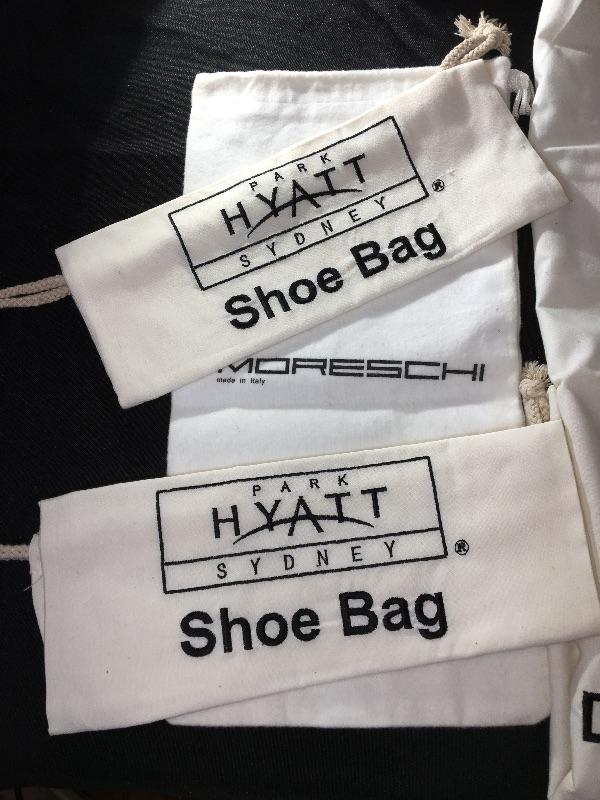 PARK
HYATT
SYDNEY
®
Shoe Bag
MORESCHI
made in Italy
PARK
HYATT
SYDNEY
®
Shoe Bag